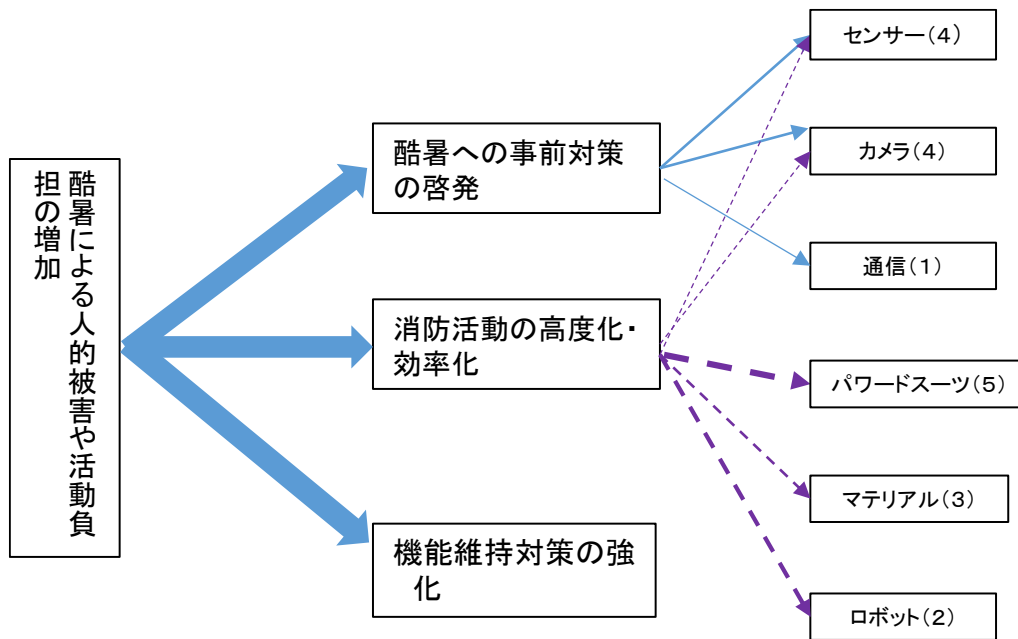 酷暑による人的被害や活動負
担の増加
酷暑への事前対策
の啓発
消防活動の高度化・
効率化
機能維持対策の強
化
センサー（４）
カメラ（４）
通信（１）
パワードスーツ（５）
マテリアル（３）
ロボット（２）